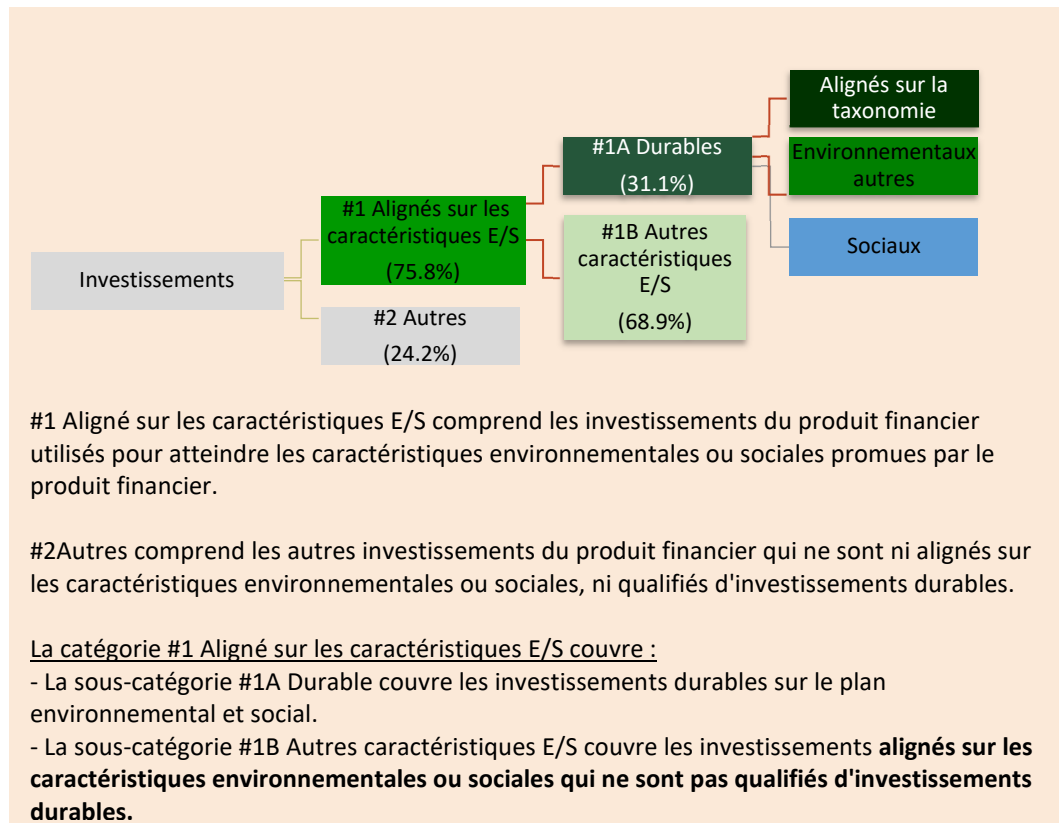 Alignés sur la
taxonomie
#1A Durables
(31.1%)
Environnementaux
autres
#1 Alignés sur les
caractéristiques E/S
(75.8%)
#1B Autres
caractéristiques
E/S
(68.9%)
Sociaux
Investissements
#2 Autres
(24.2%)
#1 Aligné sur les caractéristiques E/S comprend les investissements du produit financier
utilisés pour atteindre les caractéristiques environnementales ou sociales promues par le
produit financier.
#2Autres comprend les autres investissements du produit financier qui ne sont ni alignés sur
les caractéristiques environnementales ou sociales, ni qualifiés d'investissements durables.
La catégorie #1 Aligné sur les caractéristiques E/S couvre :
- La sous-catégorie #1A Durable couvre les investissements durables sur le plan
environnemental et social.
- La sous-catégorie #1B Autres caractéristiques E/S couvre les investissements alignés sur les
caractéristiques environnementales ou sociales qui ne sont pas qualifiés d'investissements
durables.